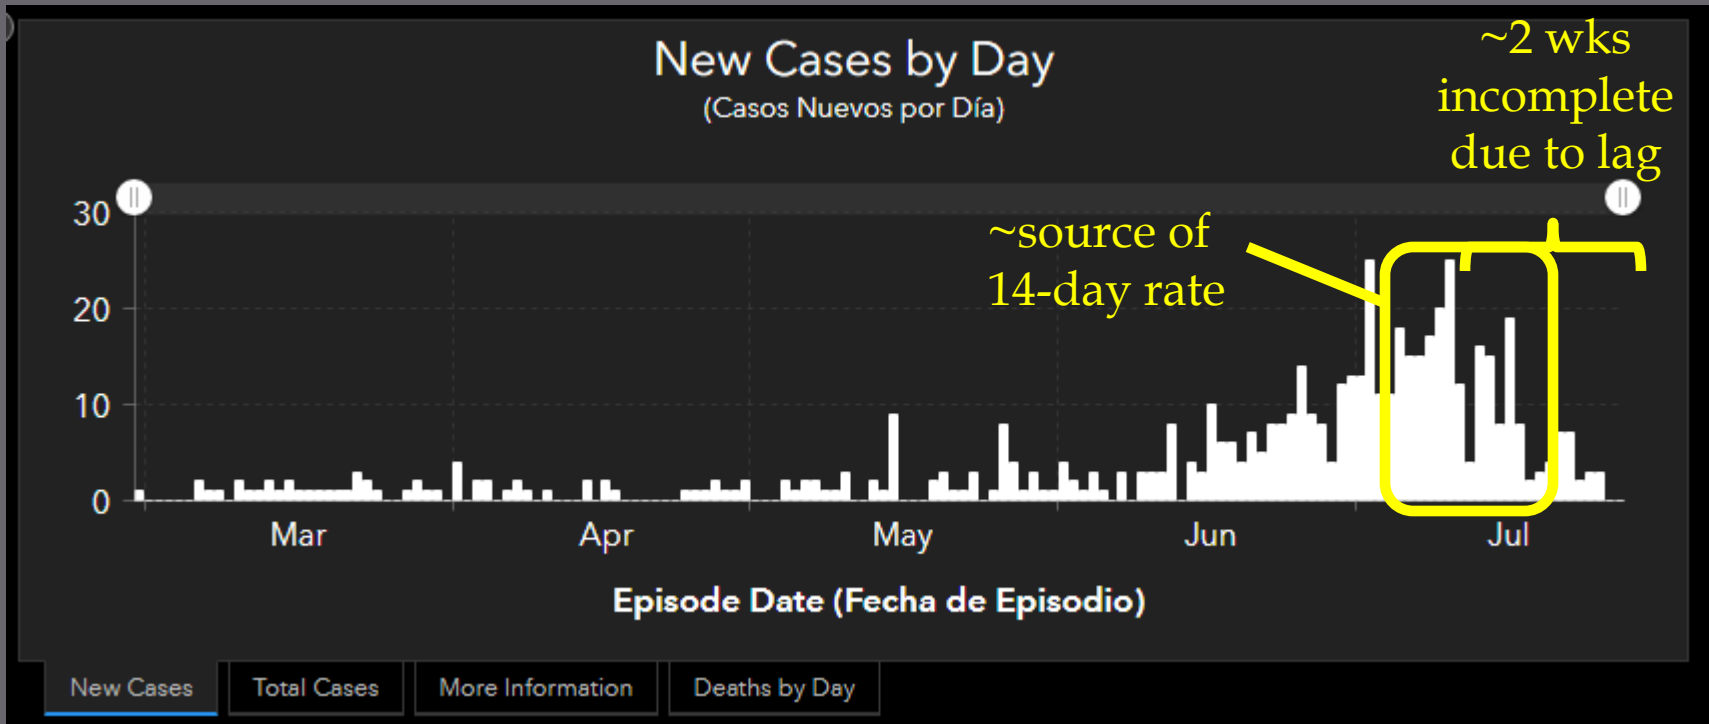 New Cases by Day
(Casos Nuevos por Día)
~2 wks
incomplete
due to lag
~source of
14-day rate
30
20
10
0
Mar Apr May Jun Jul
Episode Date (Fecha de Episodio)
New Cases Total Cases More Information Deaths by Day